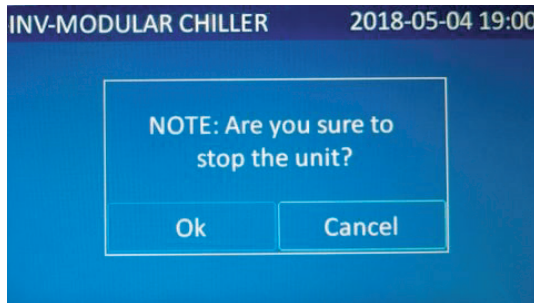 INV-MODULAR CHILLER 2018-05-04 19:00
NOTE: Are you sure to
stop the unit?
Ok Cancel